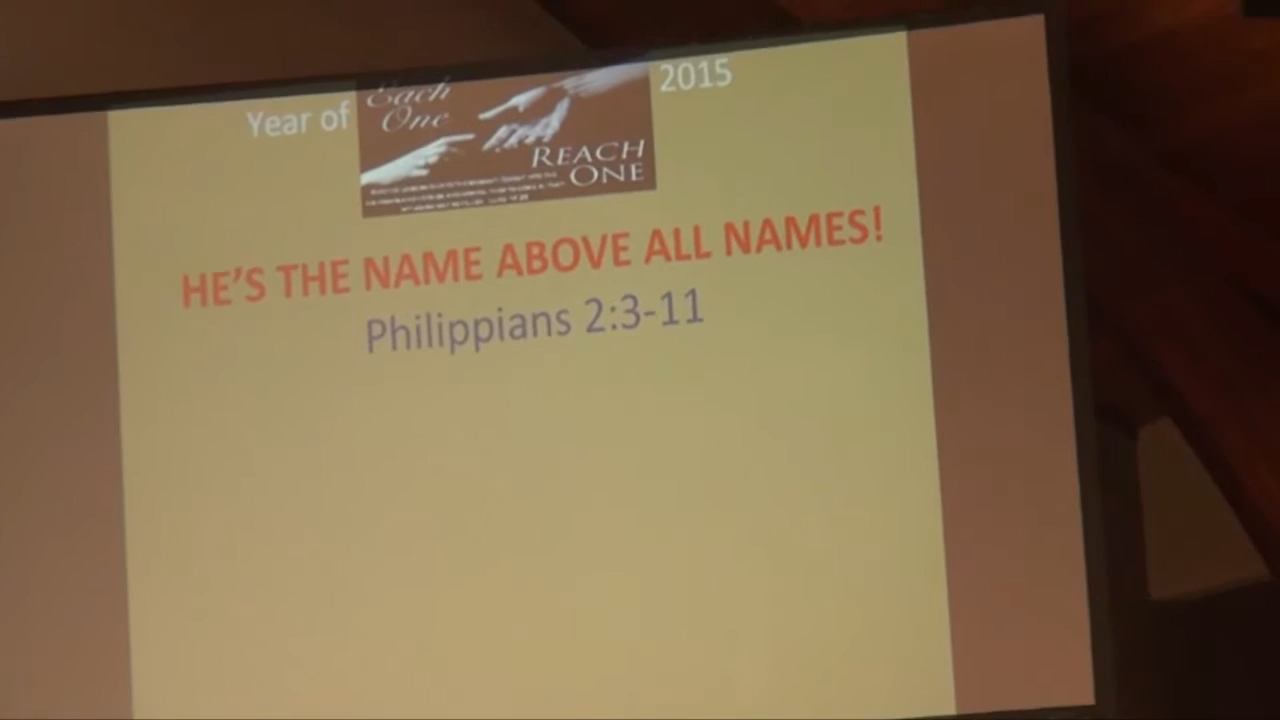 Year of
Each
One
REACH
ONE
2015
HE'S THE NAME ABOVE ALL NAMES!
Philippians 2:3-11